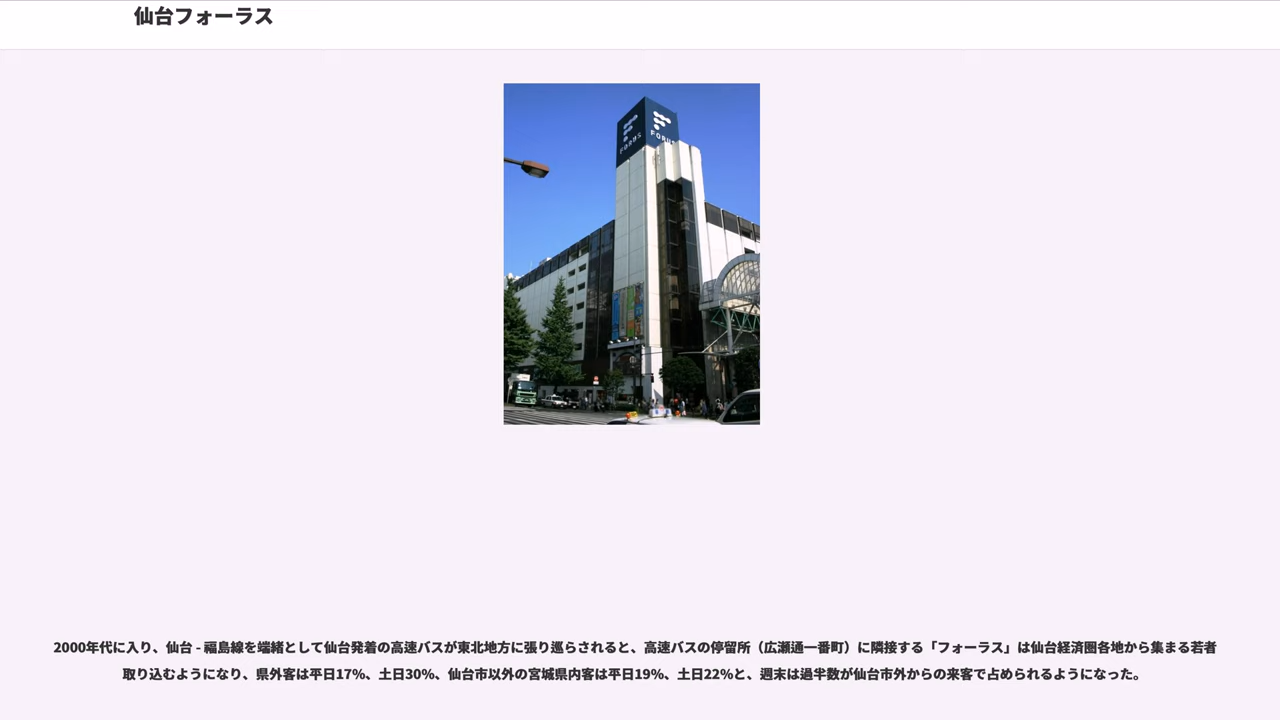 仙台フォーラス
FORUS
FORUS
2000年代に入り、仙台 - 福島線を端緒として仙台発着の高速バスが東北地方に張り巡らされると、高速バスの停留所（広瀬通一番町）に隣接する「フォーラス」は仙台経済圏各地から集まる若者
取り込むようになり、県外客は平日17%、土日30%、仙台市以外の宮城県内客は平日19%、土日22%と、週末は過半数が仙台市外からの来客で占められるようになった。